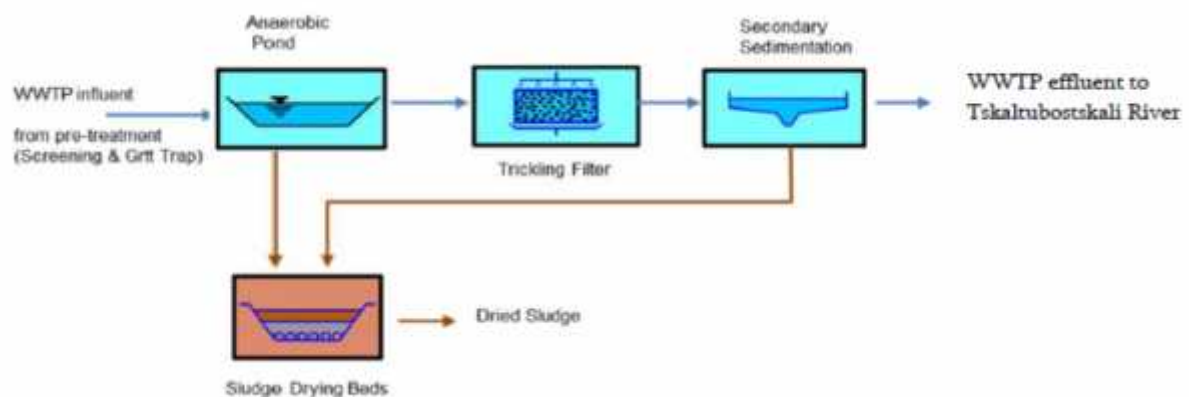 Anaerobic
Pond
Secondary
Sedimentation
WWTP influent
from pre-treatment
(Screening & Grtt Trap)
WWTP effluent to
Tskaltubostskali River
Trickling Filter
Dried Sludge
Sludge Drying Beds